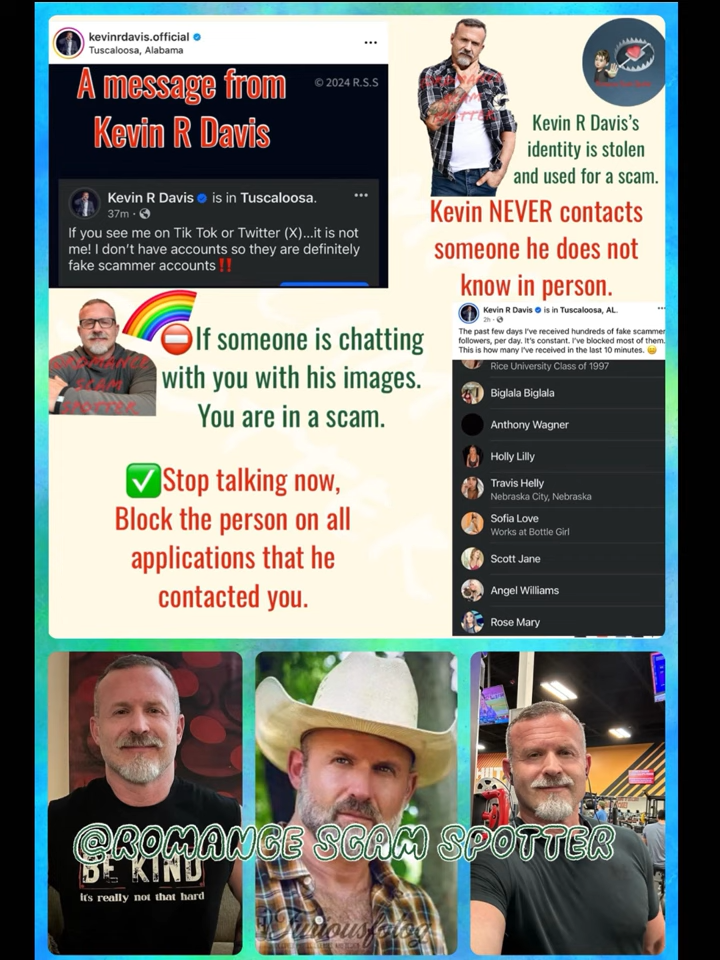 kevinrdavis.official
Tuscaloosa, Alabama
A message from
Kevin R Davis
© 2024 R.S.S
Kevin R Davis is in Tuscaloosa.
37m
If you see me on Tik Tok or Twitter (X)...it is not
me! I don't have accounts so they are definitely
fake scammer accounts‼️
ROMANCE
SCAM
SPOTTER
Kevin R Davis's
identity is stolen
and used for a scam.
Kevin NEVER contacts
someone he does not
know in person.
ROMANCE
SCAM
SPOTTER
⛔If someone is chatting
with you with his images.
You are in a scam.
✅Stop talking now,
Block the person on all
applications that he
contacted you.
Kevin R Davis is in Tuscaloosa, AL.
2h
The past few days I've received hundreds of fake scammer
followers, per day. It's constant. I've blocked most of them.
This is how many I've received in the last 10 minutes. 😑
Rice University Class of 1997
Biglala Biglala
Anthony Wagner
Holly Lilly
Travis Helly
Nebraska City, Nebraska
Sofia Love
Works at Bottle Girl
Scott Jane
Angel Williams
Rose Mary
@ROMANCE SCAM SPOTTER
BE KIND
it's really not that hard
Furiousfotog